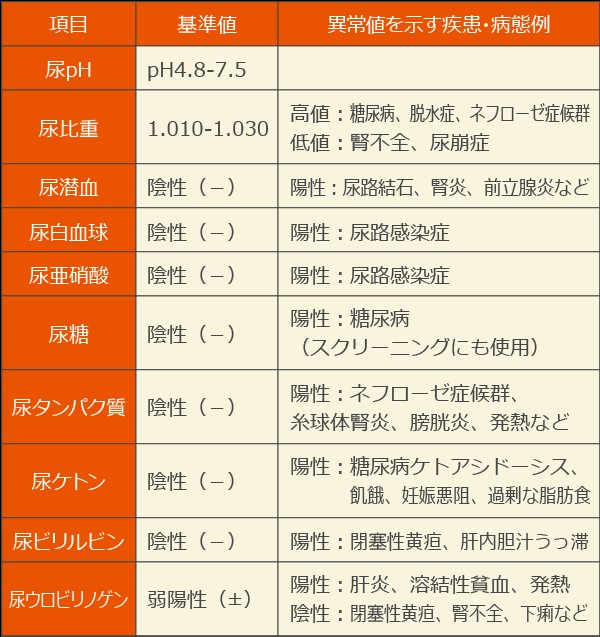 項目 基準値 異常値を示す疾患・病態例
尿pH pH4.8-7.5
尿比重 1.010-1.030 高値：糖尿病、脱水症、ネフローゼ症候群
低値：腎不全、尿崩症
尿潜血 陰性（−） 陽性：尿路結石、腎炎、前立腺炎など
尿白血球 陰性（−） 陽性：尿路感染症
尿亜硝酸 陰性（−） 陽性：尿路感染症
尿糖 陰性（−） 陽性：糖尿病
（スクリーニングにも使用）
尿タンパク質 陰性（−） 陽性：ネフローゼ症候群、
糸球体腎炎、膀胱炎、発熱など
尿ケトン 陰性（−） 陽性：糖尿病ケトアシドーシス、
飢餓、妊娠悪阻、過剰な脂肪食
尿ビリルビン 陰性（−） 陽性：閉塞性黄疸、肝内胆汁うっ滞
尿ウロビリノゲン 弱陽性（±） 陽性：肝炎、溶結性貧血、発熱
陰性：閉塞性黄疸、腎不全、下痢など